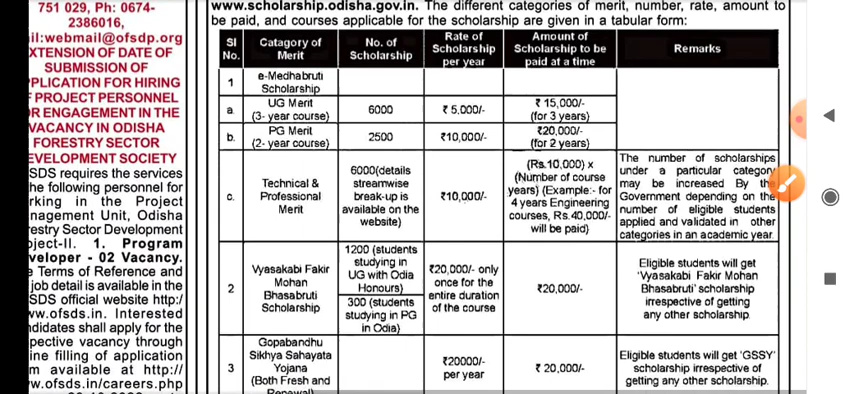 751 029, Ph: 0674-
2386016,
il:webmail@ofsdp.org
XTENSION OF DATE OF
SUBMISSION OF
PLICATION FOR HIRING
PROJECT PERSONNEL
R ENGAGEMENT IN THE
VACANCY IN ODISHA
FORESTRY SECTOR
EVELOPMENT SOCIETY
SDS requires the services
he following personnel for
rking in the Project
nagement Unit, Odisha
restry Sector Development
ject-II. 1. Program
veloper - 02 Vacancy.
Terms of Reference and
job detail is available in the
SDS official website http:/
ww.ofsds.in. Interested
ndidates shall apply for the
pective vacancy through
ine filling of application
m available at http://
w.ofsds.in/careers.php
www.scholarship.odisha.gov.in. The different categories of merit, number, rate, amount to
be paid, and courses applicable for the scholarship are given in a tabular form:
Sl No. Catagory of Merit No. of Scholarship Rate of Scholarship per year Amount of Scholarship to be paid at a time Remarks
1 e-Medhabruti Scholarship
a. UG Merit (3- year course) 6000 ₹ 5,000/- ₹ 15,000/- (for 3 years)
b. PG Merit (2- year course) 2500 ₹10,000/- ₹20,000/- (for 2 years)
c. Technical & Professional Merit
6000(details
streamwise
break-up is
available on the
website)
₹10,000/-
(Rs.10,000) x
(Number of course
years) (Example:- for
4 years Engineering
courses, Rs.40,000/-
will be paid)
The number of scholarships
under a particular category
may be increased By the
Government depending on the
number of eligible students
applied and validated in other
categories in an academic year.
2 Vyasakabi Fakir Mohan Bhasabruti Scholarship
1200 (students
studying in
UG with Odia
Honours)
300 (students
studying in PG
in Odia)
₹20,000/- only
once for the
entire duration
of the course
₹20,000/-
Eligible students will get
'Vyasakabi Fakir Mohan
Bhasabruti' scholarship
irrespective of getting
any other scholarship.
3 Gopabandhu Sikhya Sahayata Yojana (Both Fresh and Renewal)
₹20000/-
per year
₹ 20,000/-
Eligible students will get 'GSSY'
scholarship irrespective of
getting any other scholarship.